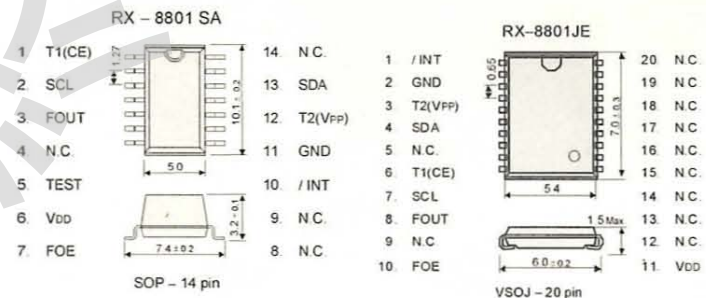 RX – 8801 SA
1. T1(CE)
2. SCL
3. FOUT
4. N.C.
5. TEST
6. VDD
7. FOE
14. N.C.
13. SDA
12. T2(VPP)
11 GND
10. / INT
9. N.C.
8. N.C.
1.27
10.1 ± 0.2
5.0
3.2 ± 0.1
7.4 ± 0.2
SOP – 14 pin
RX–8801JE
1 / INT
2 GND
3 T2(VPP)
4 SDA
5 N.C.
6. T1(CE)
7. SCL
8. FOUT
9 N.C
10. FOE
20. N.C.
19 N.C.
18. N.C.
17. N.C
16. N.C.
15. N.C.
14 N.C.
13. N.C.
12. N.C.
11. VDD
0.65
7.0 ± 0.3
5.4
1.5 Max.
6.0 ± 0.2
VSOJ – 20 pin